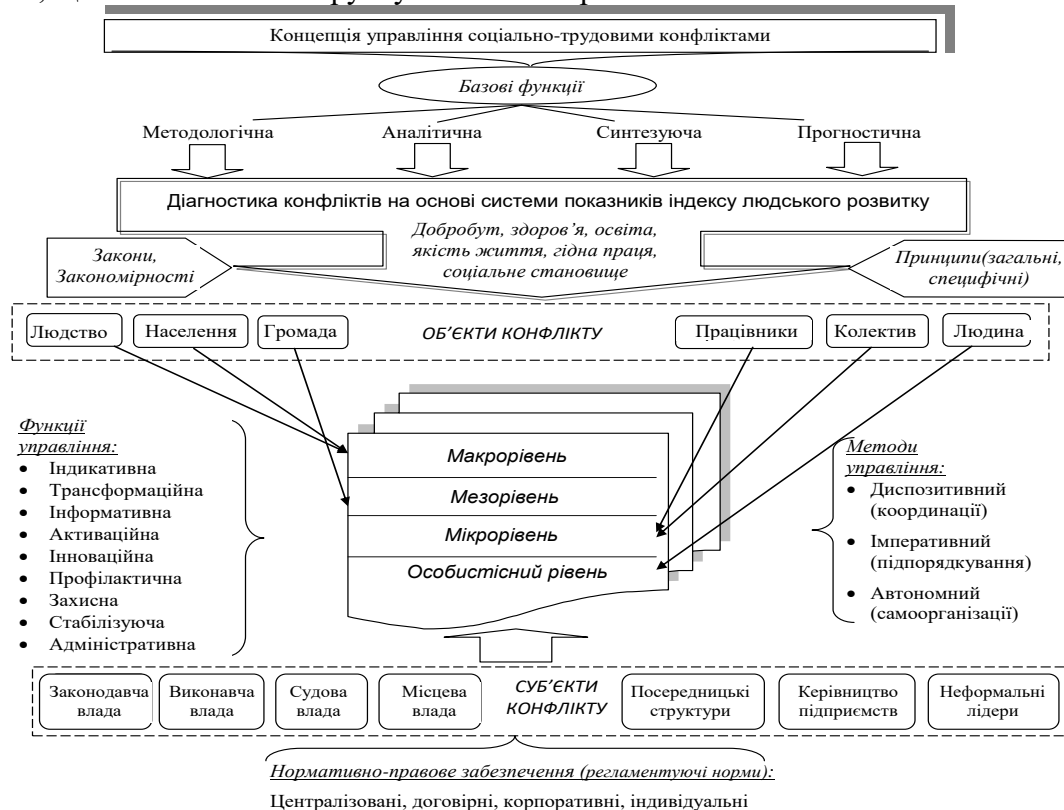 Концепція управління соціально-трудовими конфліктами
Базові функції
Методологічна Аналітична Синтезуюча Прогностична
Діагностика конфліктів на основі системи показників індексу людського розвитку
Добробут, здоров’я, освіта,
якість життя, гідна праця,
соціальне становище
Закони,
Закономірності
Принципи(загальні,
специфічні)
Людство Населення Громада ОБ’ЄКТИ КОНФЛІКТУ Працівники Колектив Людина
Функції
управління:
• Індикативна
• Трансформаційна
• Інформативна
• Активаційна
• Інноваційна
• Профілактична
• Захисна
• Стабілізуюча
• Адміністративна
Макрорівень
Мезорівень
Мікрорівень
Особистісний рівень
Методи
управління:
• Диспозитивний
(координації)
• Імперативний
(підпорядкування)
• Автономний
(самоорганізації)
Законодавча
влада
Виконавча
влада
Судова
влада
Місцева
влада
СУБ’ЄКТИ
КОНФЛІКТУ
Посередницькі
структури
Керівництво
підприємств
Неформальні
лідери
Нормативно-правове забезпечення (регламентуючі норми):
Централізовані, договірні, корпоративні, індивідуальні